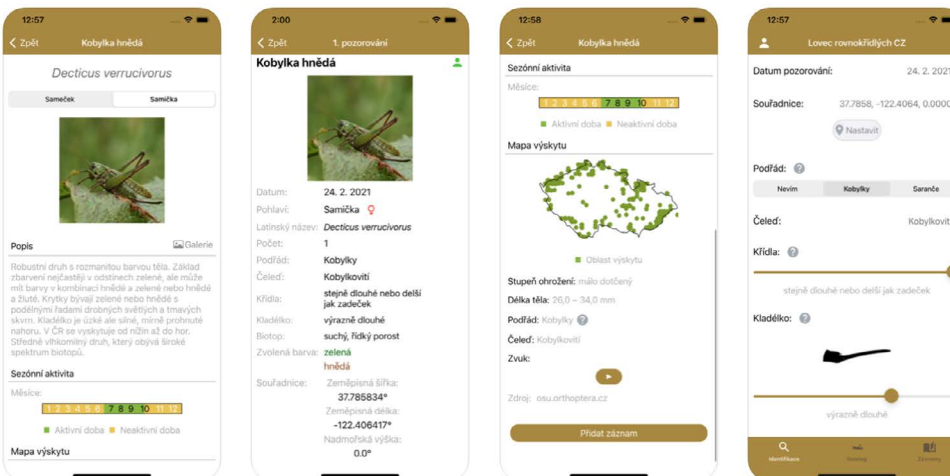 12:57
Zpět
Kobylka hnědá
Decticus verrucivorus
Sameček
Samička
Popis
Galerie
Robustní druh s rozmanitou barvou těla. Základ
zbarvení nejčastěji v odstínech zelené, ale může
mít barvy v kombinaci hnědé a zelené nebo hnědé
a žluté. Krytky bývají zelené nebo hnědé s
podélnými řadami drobných světlých a tmavých
skvrn. Kladélko je úzké ale silné, mírně prohnuté
nahoru. V ČR se vyskytuje od nížin až do hor.
Středně vlhkomilný druh, který obývá široké
spektrum biotopů.
Sezónní aktivita
Měsíce:
1 2 3 4 5 6 7 8 9 10 11 12
Aktivní doba Neaktivní doba
Mapa výskytu
2:00
Zpět
1. pozorování
Kobylka hnědá
Datum: 24. 2. 2021
Pohlaví: Samička
Latinský název: Decticus verrucivorus
Počet: 1
Podřád: Kobylky
Čeleď: Kobylkovití
Křídla: stejně dlouhé nebo delší
jak zadeček
Kladélko: výrazně dlouhé
Biotop: suchý, řídký porost
Zvolená barva: zelená
hnědá
Souřadnice: Zeměpisná šířka:
37.785834°
Zeměpisná délka:
-122.406417°
Nadmořská výška:
0.0°
12:58
Zpět
Kobylka hnědá
Sezónní aktivita
Měsíce:
1 2 3 4 5 6 7 8 9 10 11 12
Aktivní doba Neaktivní doba
Mapa výskytu
Oblast výskytu
Stupeň ohrožení: málo dotčený
Délka těla: 26,0 – 34,0 mm
Podřád: Kobylky ?
Čeleď: Kobylkovití
Zvuk:
Zdroj: osu.orthoptera.cz
Přidat záznam
12:57
Lovec rovnokřídlých CZ
Datum pozorování: 24. 2. 2021
Souřadnice: 37.7858, -122.4064, 0.0000
Nastavit
Podřád: ?
Nevím
Kobylky
Saranče
Čeleď: Kobylkovit
Křídla: ?
stejně dlouhé nebo delší jak zadeček
Kladélko: ?
výrazně dlouhé
Identifikace